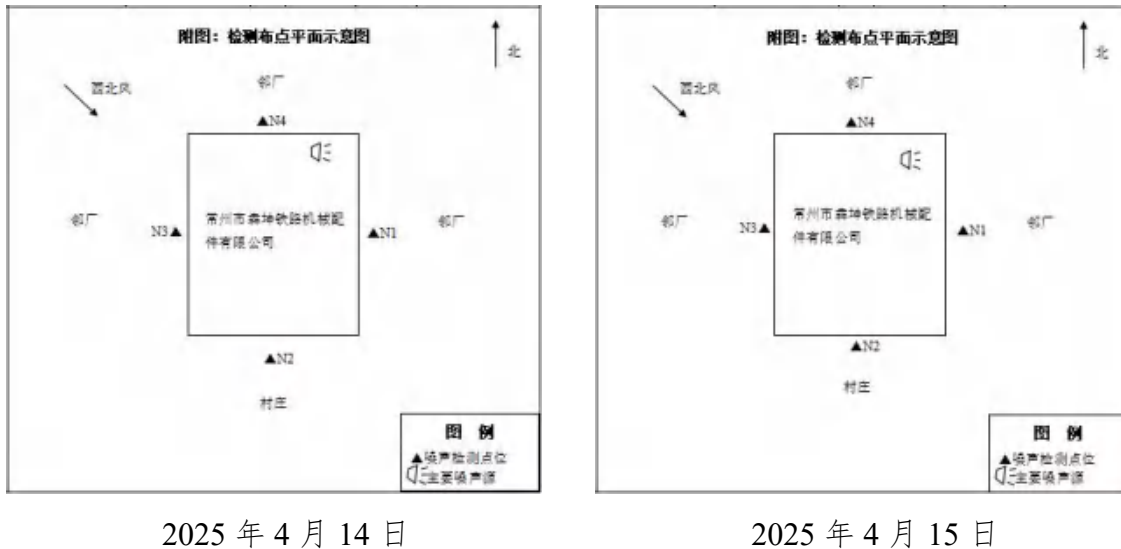 附图：检测布点平面示意图
北
西北风
邻厂
▲N4
邻厂
N3▲
常州市森坤铁路机械配
件有限公司
▲N1
邻厂
▲N2
村庄
图 例
▲噪声检测点位
主要噪声源
2025 年 4 月 14 日
附图：检测布点平面示意图
北
西北风
邻厂
▲N4
邻厂
N3▲
常州市森坤铁路机械配
件有限公司
▲N1
邻厂
▲N2
村庄
图 例
▲噪声检测点位
主要噪声源
2025 年 4 月 15 日